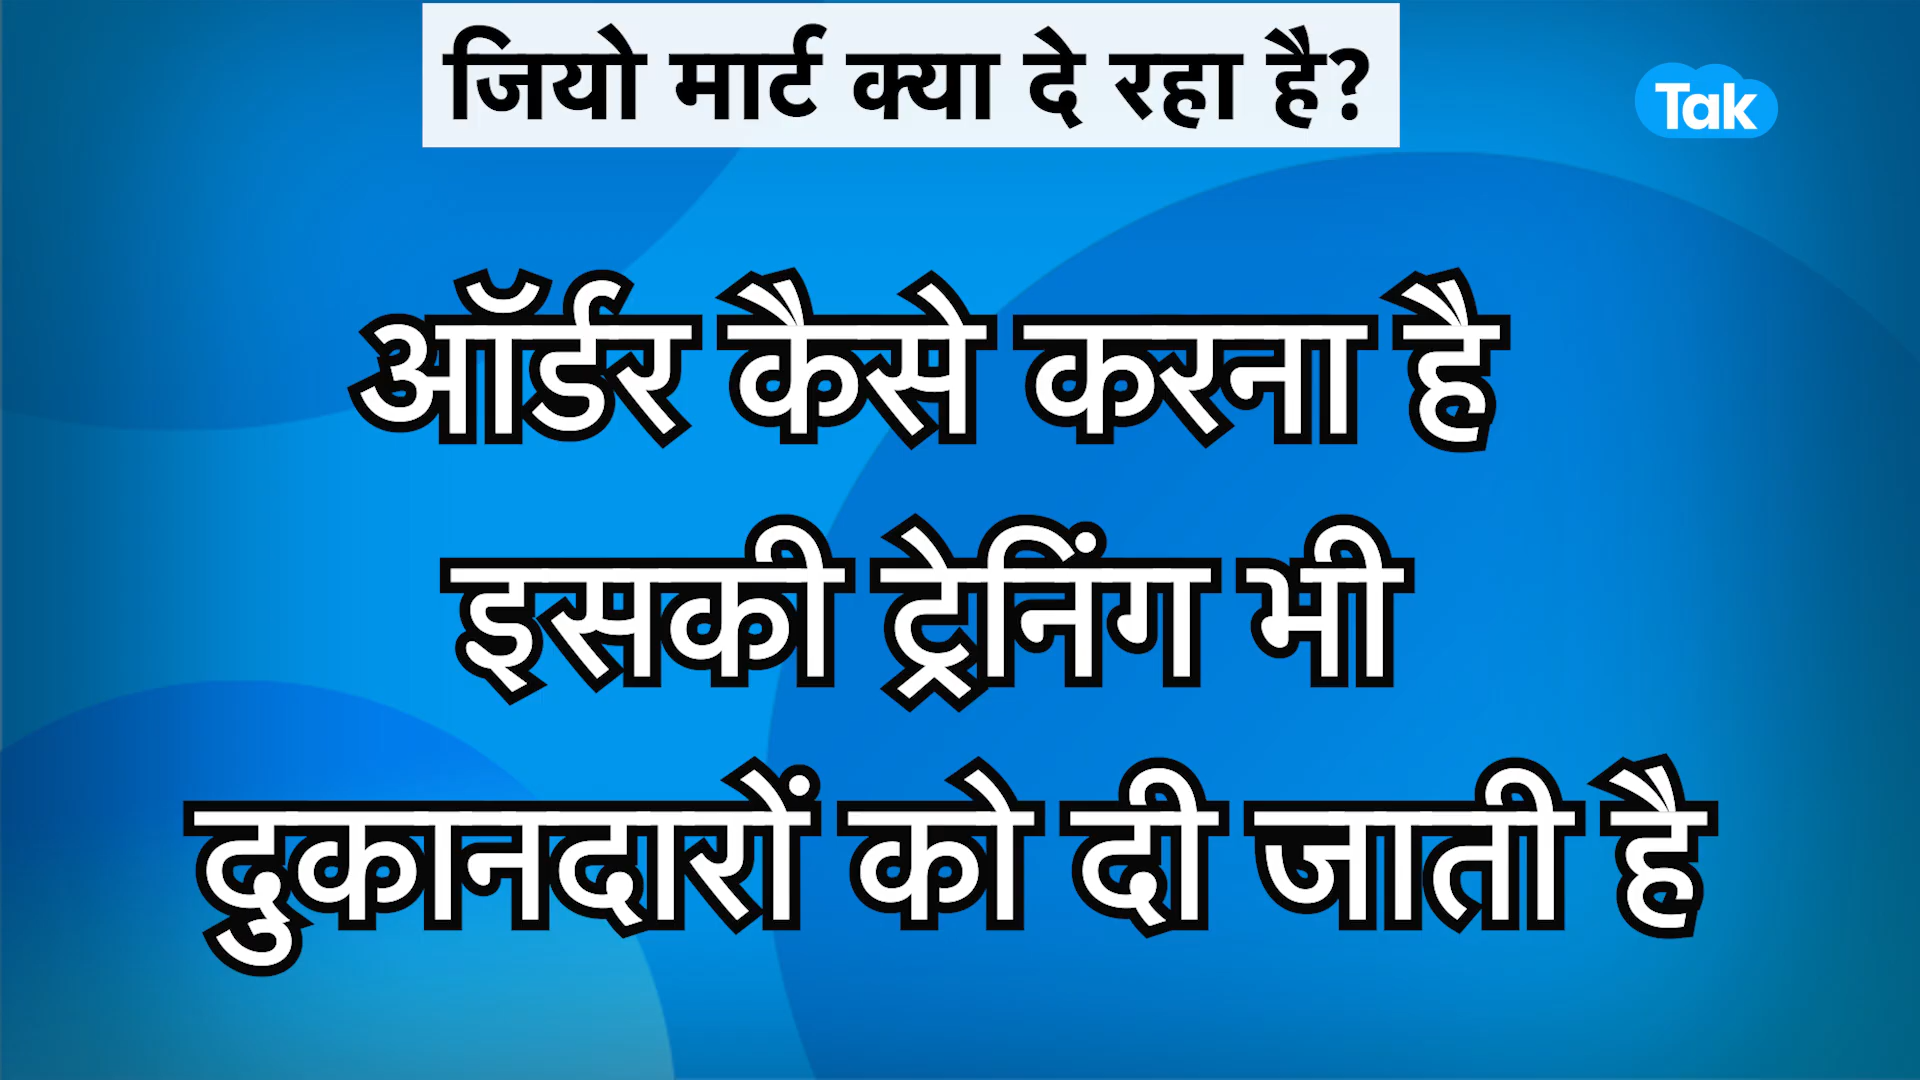 जियो मार्ट क्या दे रहा है?
Tak
ऑर्डर कैसे करना है
इसकी ट्रेनिंग भी
दुकानदारों को दी जाती है